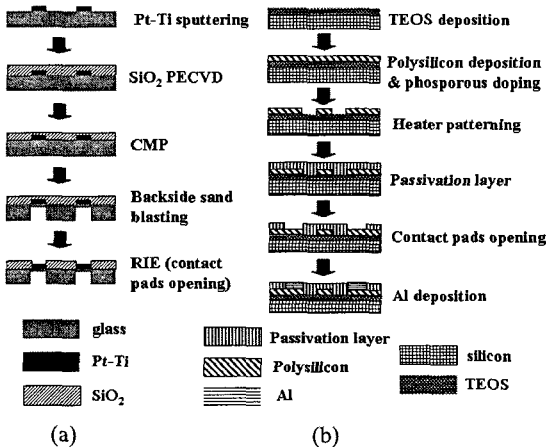 Pt-Ti sputtering
SiO2 PECVD
CMP
Backside sand
blasting
RIE (contact
pads opening)
glass
Pt-Ti
SiO2
(a)
TEOS deposition
Polysilicon deposition
& phosporous doping
Heater patterning
Passivation layer
Contact pads opening
Al deposition
Passivation layer
Polysilicon
Al
silicon
TEOS
(b)